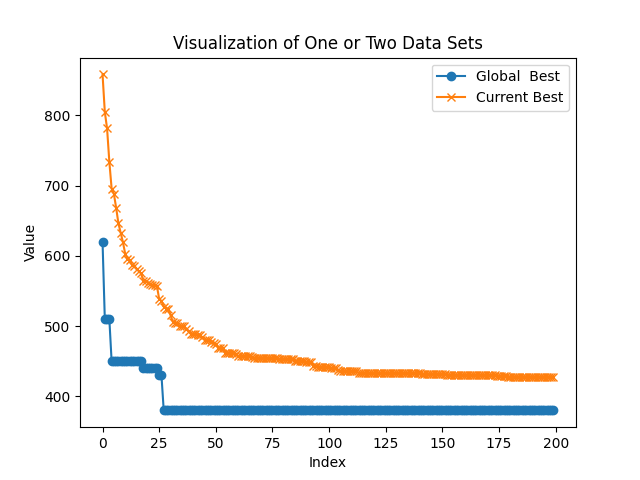 Visualization of One or Two Data Sets
Global  Best
Current Best
Value
800
700
600
500
400
0 25 50 75 100 125 150 175 200
Index